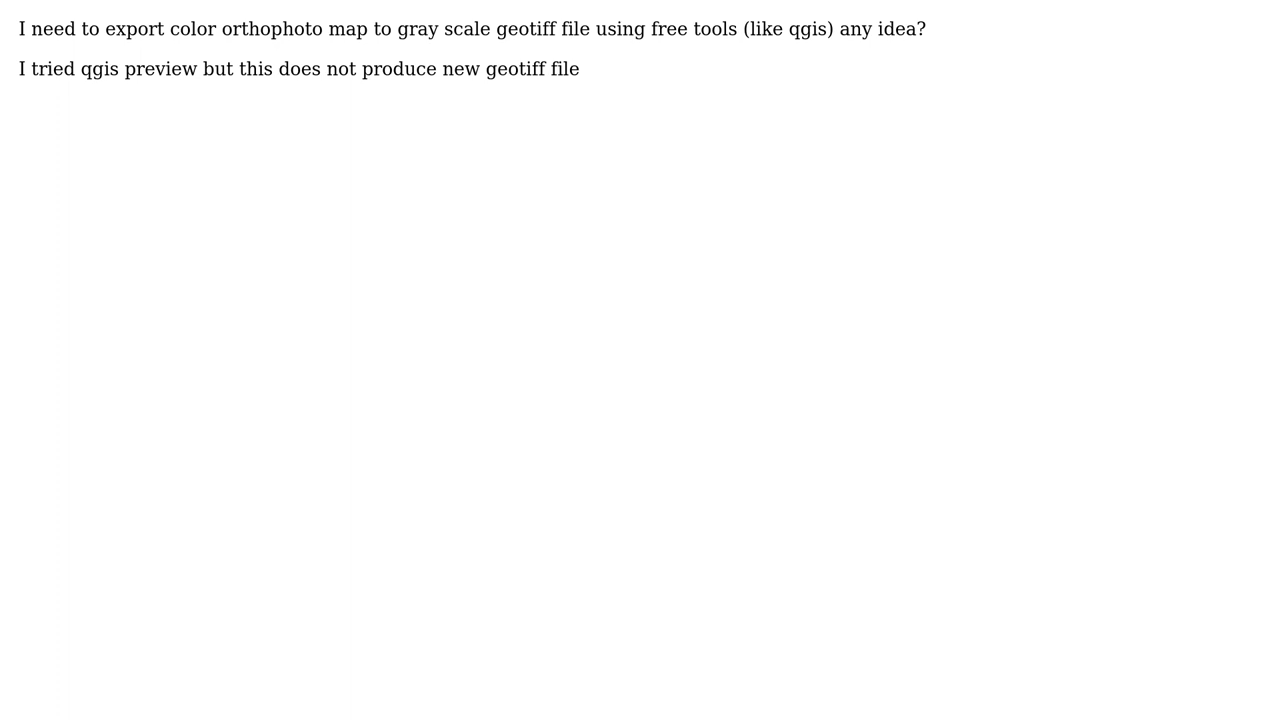 I need to export color orthophoto map to gray scale geotiff file using free tools (like qgis) any idea?
I tried qgis preview but this does not produce new geotiff file